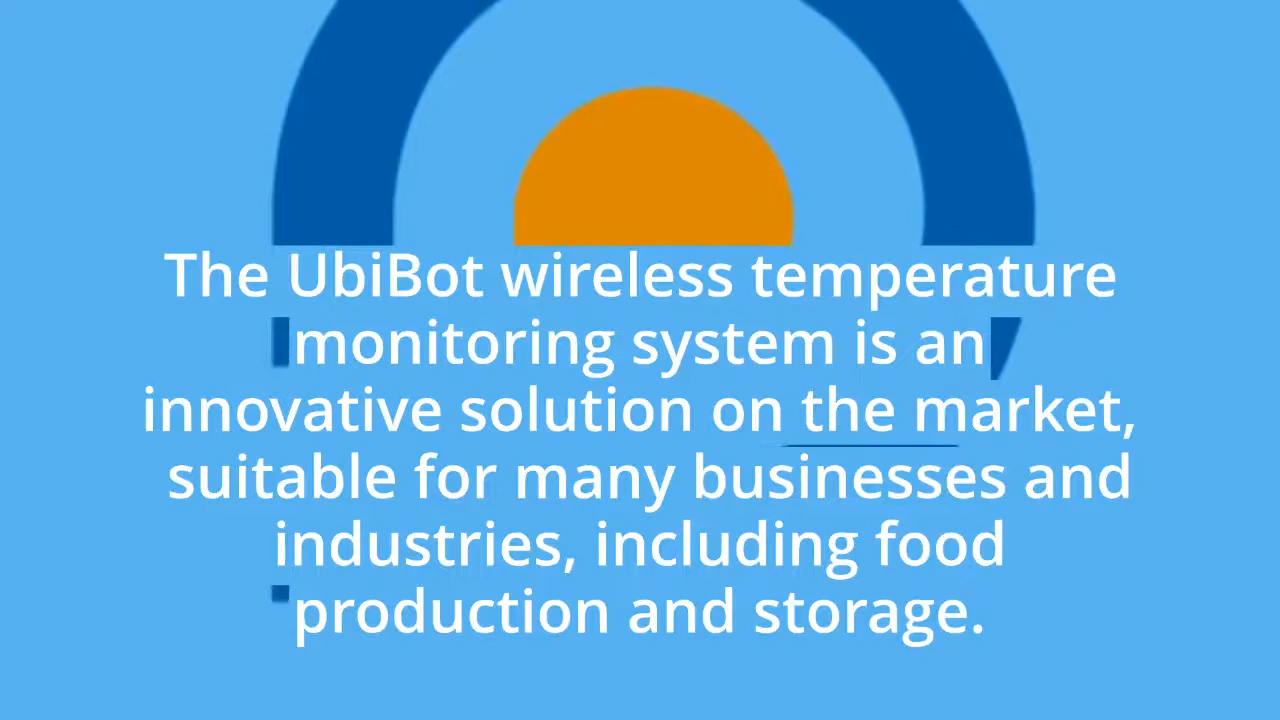 The UbiBot wireless temperature
monitoring system is an
innovative solution on the market,
suitable for many businesses and
industries, including food
production and storage.